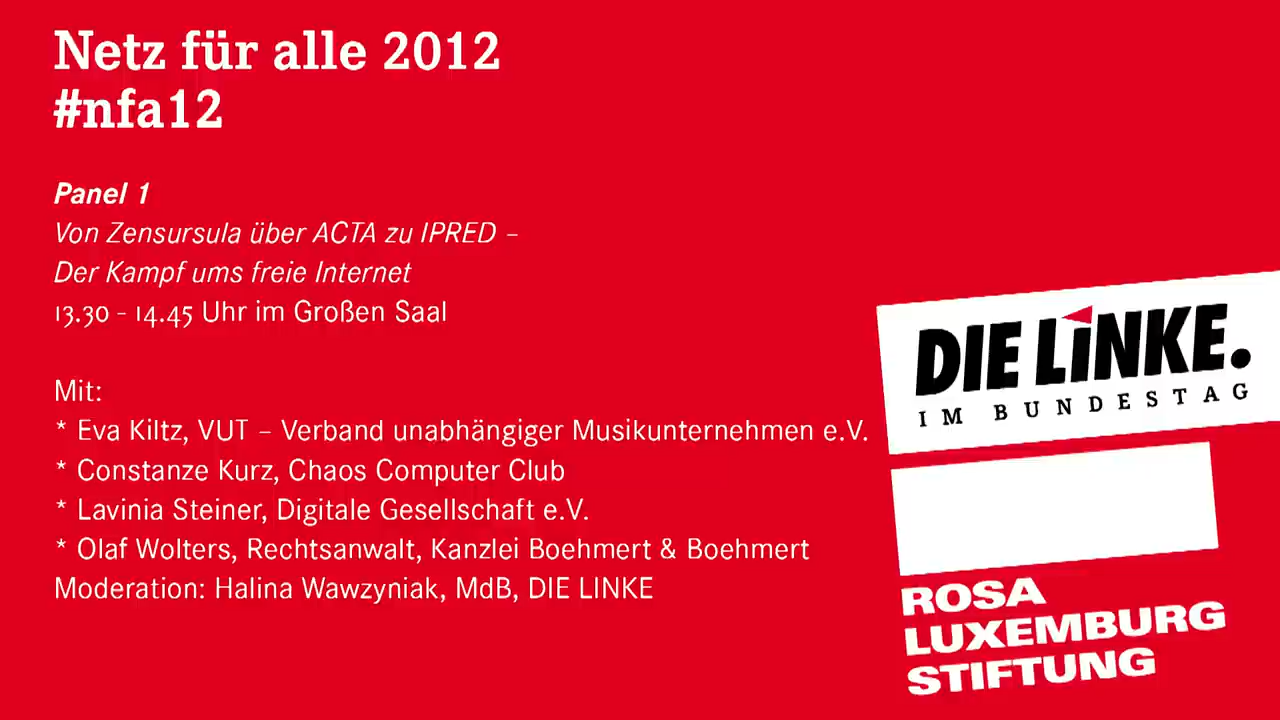 Netz für alle 2012
#nfa12
Panel 1
Von Zensursula über ACTA zu IPRED –
Der Kampf ums freie Internet
13.30 - 14.45 Uhr im Großen Saal
Mit:
* Eva Kiltz, VUT – Verband unabhängiger Musikunternehmen e.V.
* Constanze Kurz, Chaos Computer Club
* Lavinia Steiner, Digitale Gesellschaft e.V.
* Olaf Wolters, Rechtsanwalt, Kanzlei Boehmert & Boehmert
Moderation: Halina Wawzyniak, MdB, DIE LINKE
DIE LINKE.
IM BUNDESTAG
ROSA
LUXEMBURG
STIFTUNG